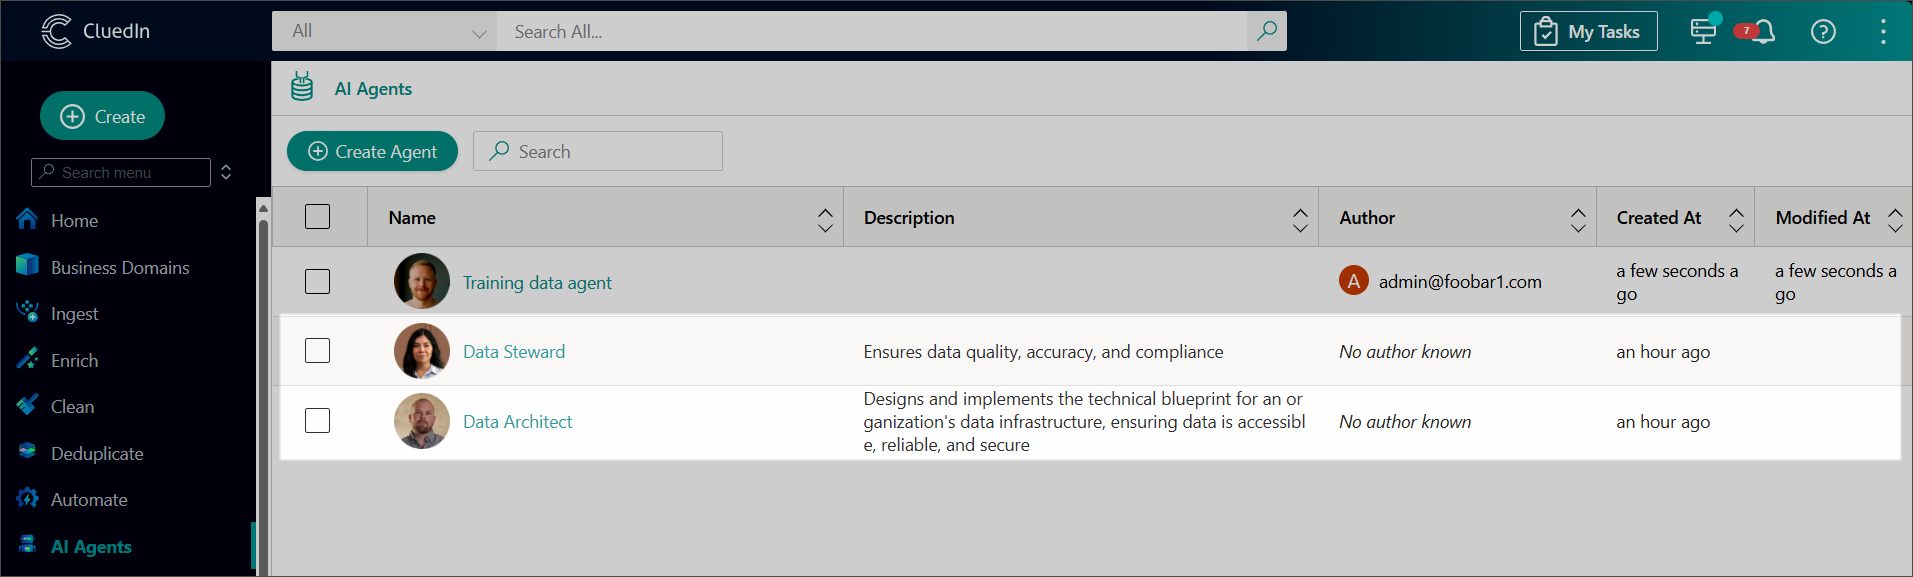 CluedIn
All
Search All...
My Tasks
7
Create
Search menu
Home
Business Domains
Ingest
Enrich
Clean
Deduplicate
Automate
AI Agents
AI Agents
Create Agent
Search
Name Description Author Created At Modified At
Training data agent
A admin@foobar1.com
a few seconds a
go
a few seconds a
go
Data Steward
Ensures data quality, accuracy, and compliance
No author known
an hour ago
Data Architect
Designs and implements the technical blueprint for an or
ganization's data infrastructure, ensuring data is accessibl
e, reliable, and secure
No author known
an hour ago